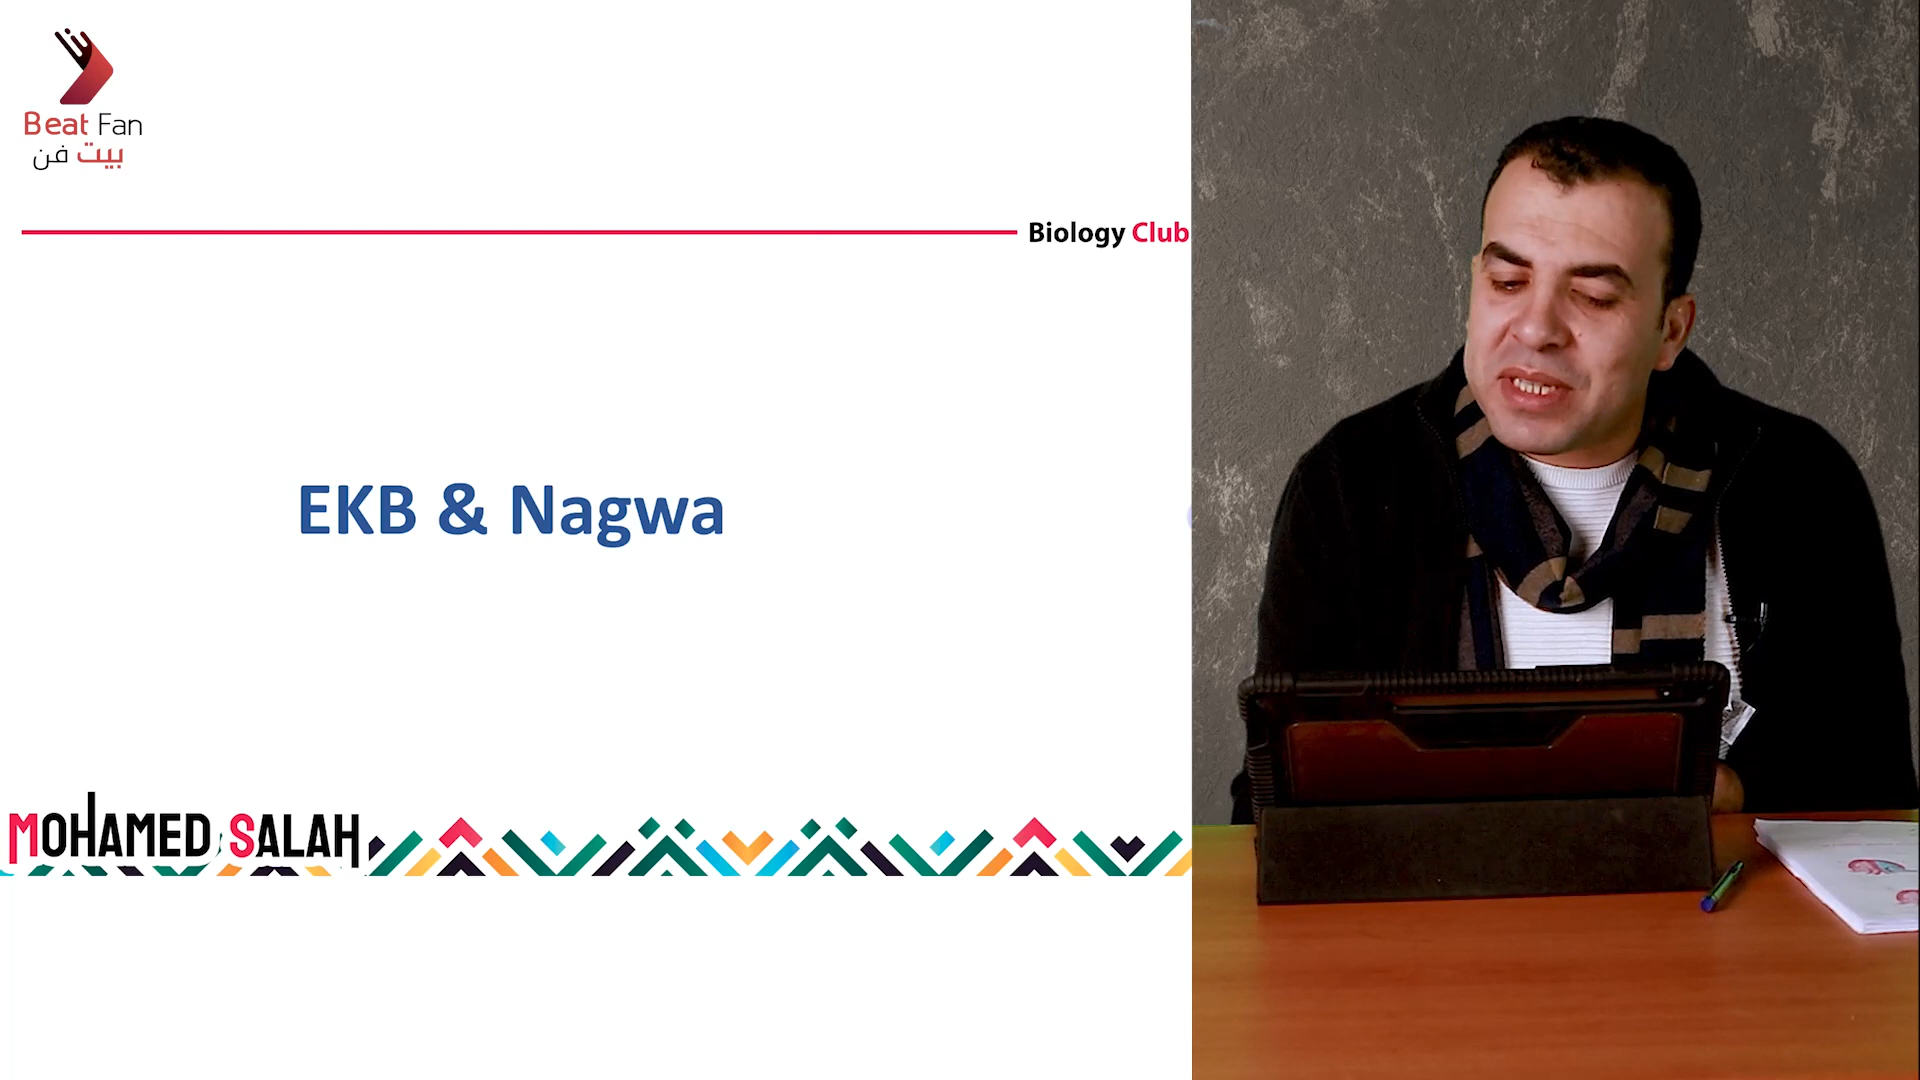 Beat Fan
بيت فن
Biology Club
EKB & Nagwa
MOHAMED SALAH